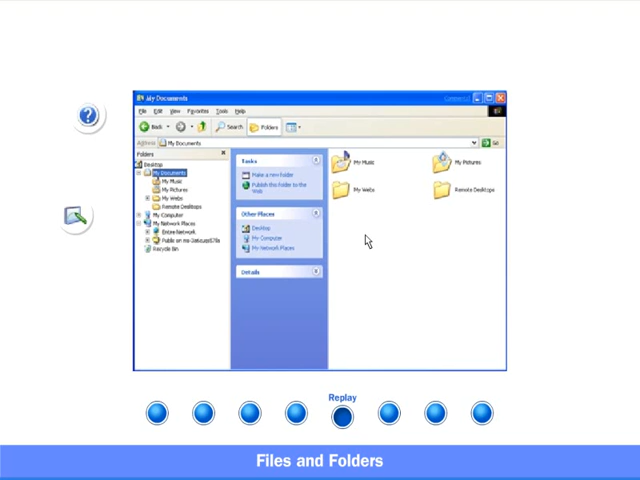 My Documents
File Edit View Favorites Tools Help
Back Search Folders
Address My Documents Go
Folders
Desktop
My Documents
My Music
My Pictures
My Webs
Remote Desktops
My Computer
My Network Places
Entire Network
Recycle Bin
Tasks
Make a new folder
Publish this folder to the
Web
Other Places
Desktop
My Computer
My Network Places
Details
My Music
My Pictures
My Webs
Remote Desktops
Replay
Files and Folders